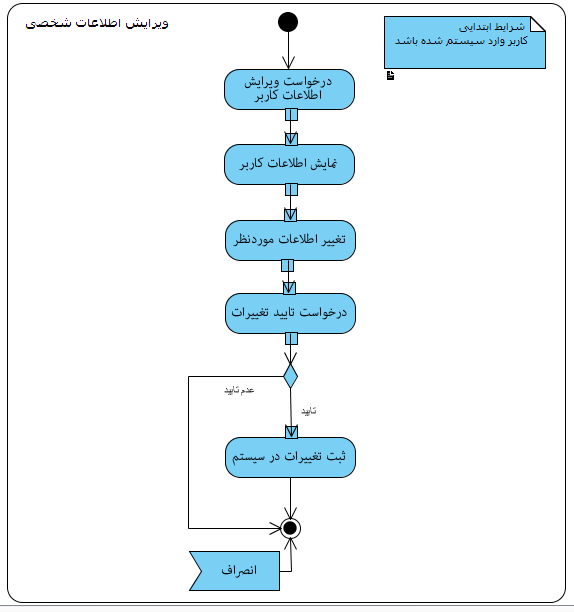 ویرایش اطلاعات شخصی
شرایط ابتدایی
کاربر وارد سیستم شده باشد
درخواست ویرایش
اطلاعات کاربر
نمایش اطلاعات کاربر
تغییر اطلاعات موردنظر
درخواست تایید تغییرات
عدم تایید
تایید
ثبت تغییرات در سیستم
انصراف